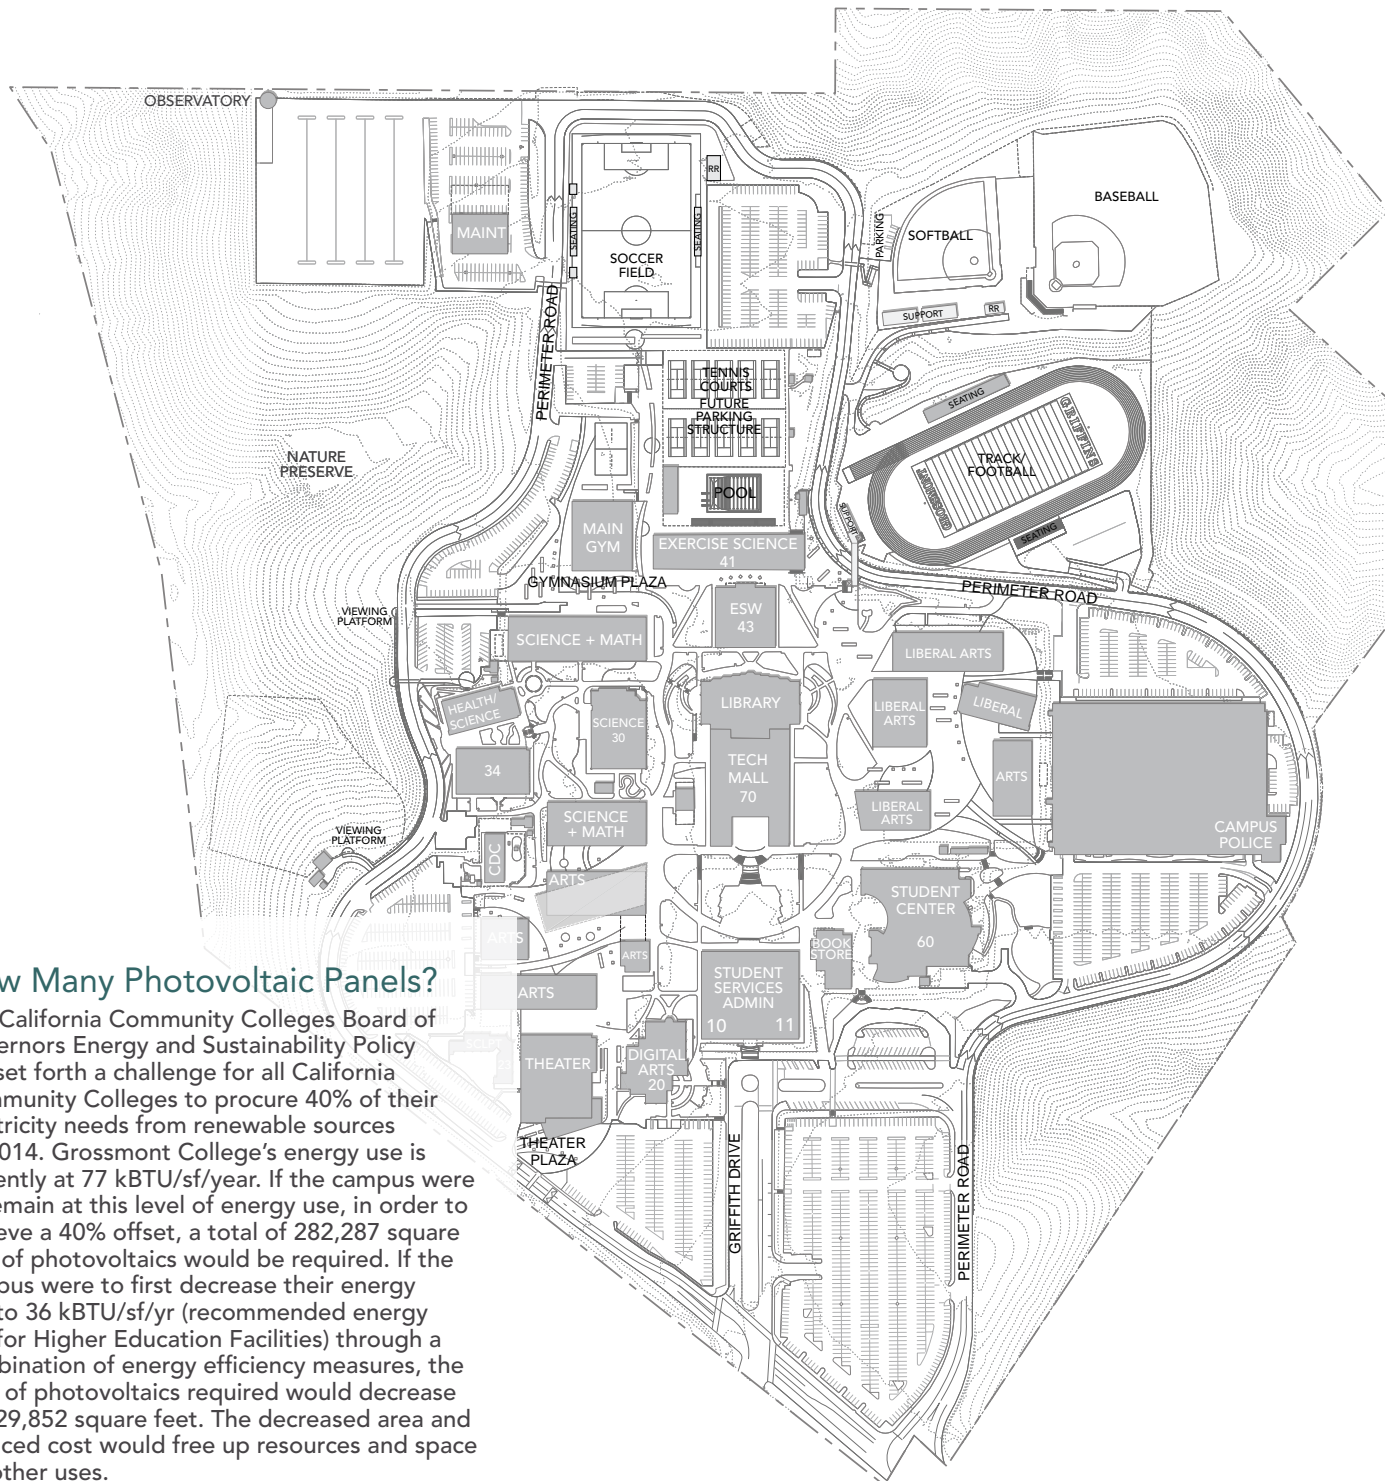 OBSERVATORY
MAINT
RR
SEATING
SEATING
SOCCER
FIELD
PARKING
SOFTBALL
BASEBALL
SUPPORT
RR
PERIMETER ROAD
TENNIS
COURTS
FUTURE
PARKING
STRUCTURE
SEATING
GRIFFINS
TRACK/
FOOTBALL
GROSSMONT
SEATING
SUPPORT
NATURE
PRESERVE
POOL
MAIN
GYM
EXERCISE SCIENCE
41
GYMNASIUM PLAZA
PERIMETER ROAD
VIEWING
PLATFORM
ESW
43
SCIENCE + MATH
LIBERAL ARTS
HEALTH/
SCIENCE
SCIENCE
30
LIBRARY
LIBERAL
ARTS
LIBERAL
34
TECH
MALL
70
ARTS
SCIENCE
+ MATH
LIBERAL
ARTS
CAMPUS
POLICE
VIEWING
PLATFORM
CDC
ARTS
STUDENT
CENTER
60
ARTS
ARTS
BOOK
STORE
STUDENT
SERVICES
ADMIN
10 11
ARTS
THEATER
DIGITAL
ARTS
20
THEATER
PLAZA
GRIFFITH DRIVE
PERIMETER ROAD
w Many Photovoltaic Panels?
California Community Colleges Board of
ernors Energy and Sustainability Policy
set forth a challenge for all California
munity Colleges to procure 40% of their
tricity needs from renewable sources
014. Grossmont College's energy use is
ently at 77 kBTU/sf/year. If the campus were
emain at this level of energy use, in order to
eve a 40% offset, a total of 282,287 square
of photovoltaics would be required. If the
pus were to first decrease their energy
to 36 kBTU/sf/yr (recommended energy
for Higher Education Facilities) through a
bination of energy efficiency measures, the
of photovoltaics required would decrease
29,852 square feet. The decreased area and
ced cost would free up resources and space
other uses.